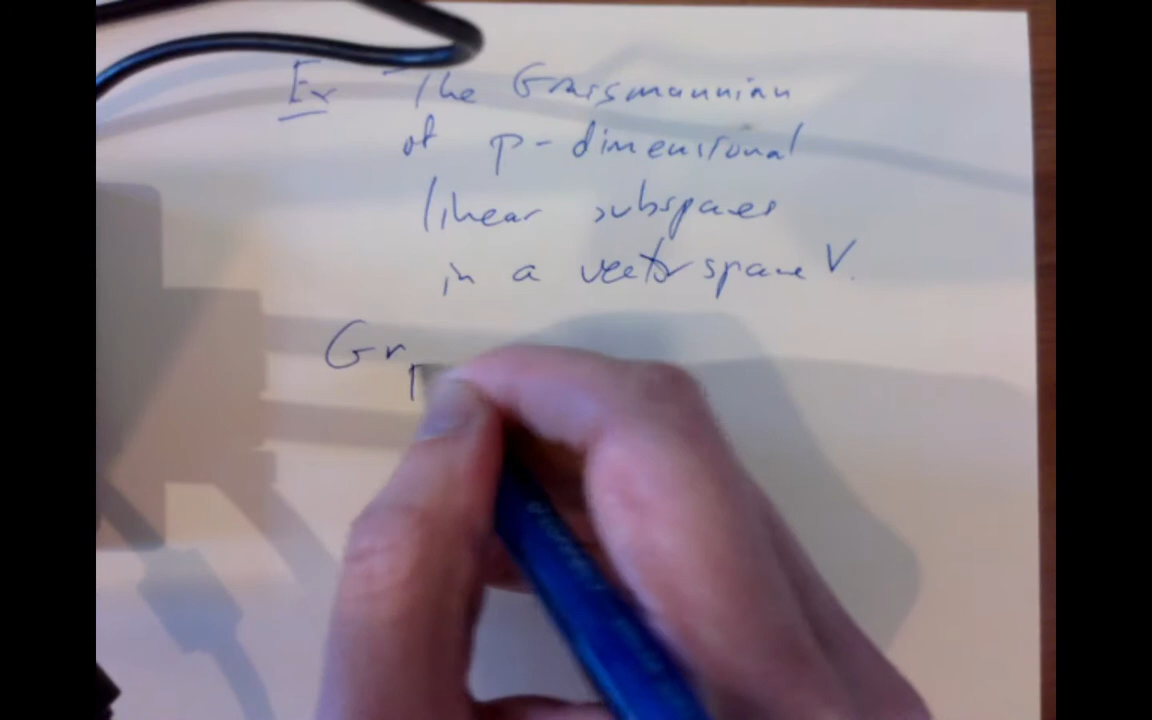 Ex The Grassmannian
of p-dimensional
linear subspaces
in a vector space V.
Gr